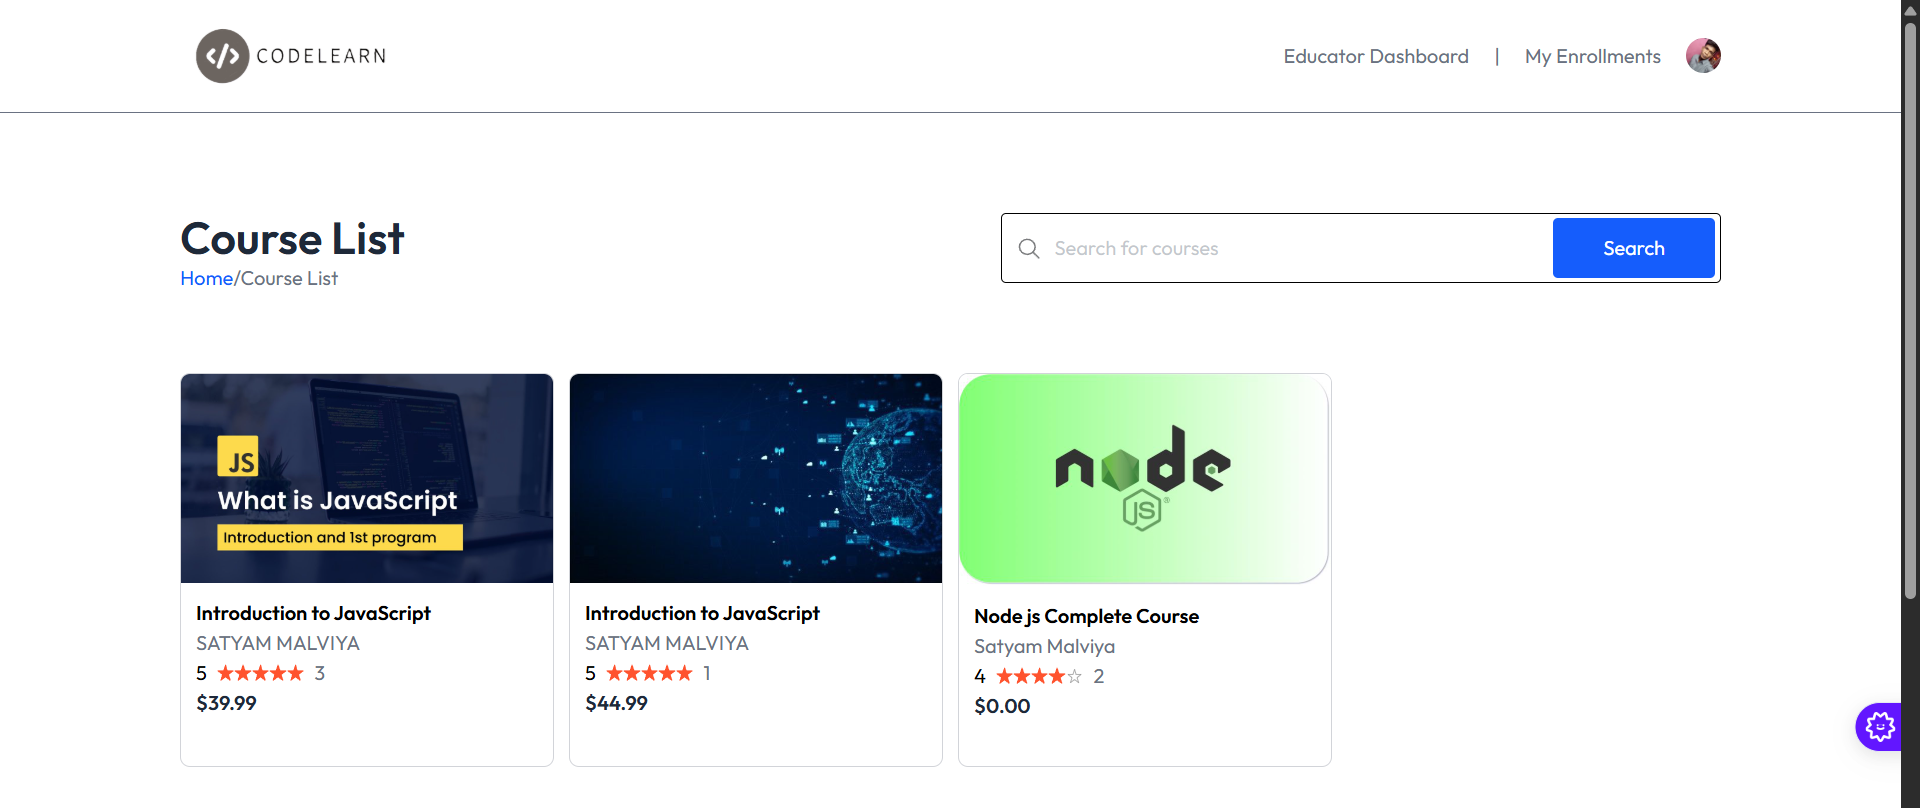 </> CODELEARN
Educator Dashboard | My Enrollments
Course List
Home/Course List
Search for courses
Search
JS
What is JavaScript
Introduction and 1st program
Introduction to JavaScript
SATYAM MALVIYA
5 ★★★★★ 3
$39.99
Introduction to JavaScript
SATYAM MALVIYA
5 ★★★★★ 1
$44.99
node
JS®
Node js Complete Course
Satyam Malviya
4 ★★★★☆ 2
$0.00